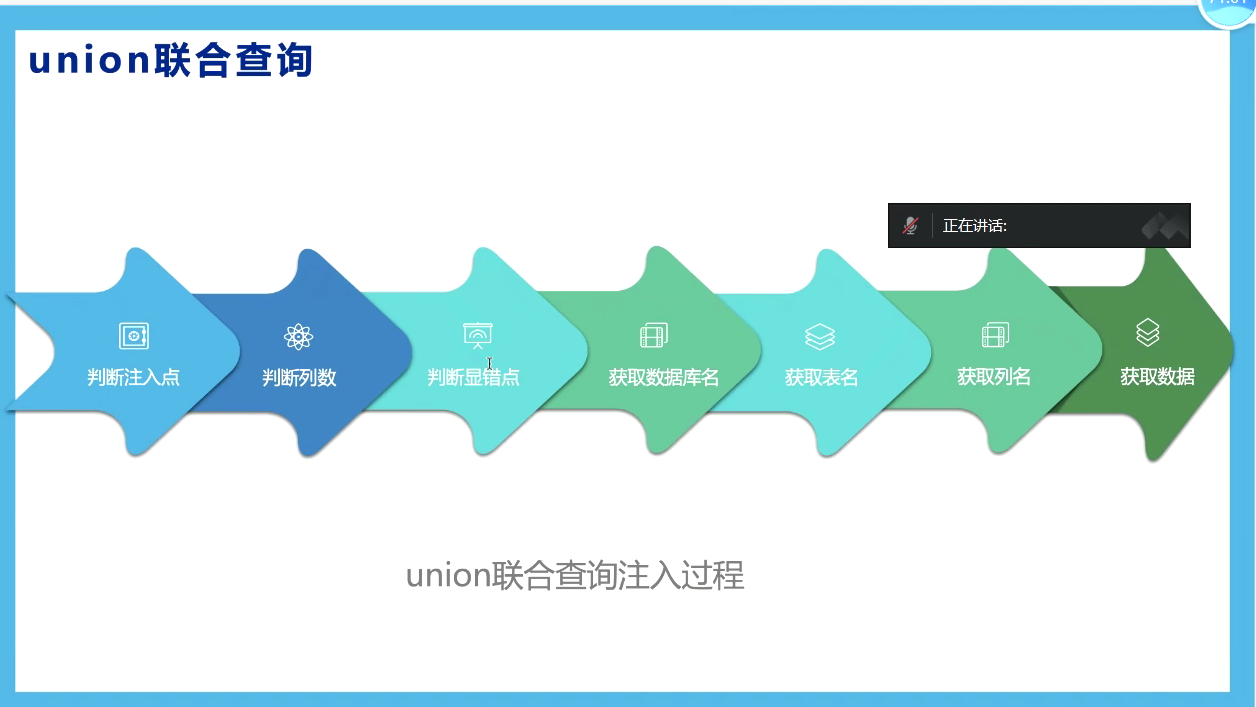 union联合查询
正在讲话:
判断注入点
判断列数
判断显错点
获取数据库名
获取表名
获取列名
获取数据
union联合查询注入过程